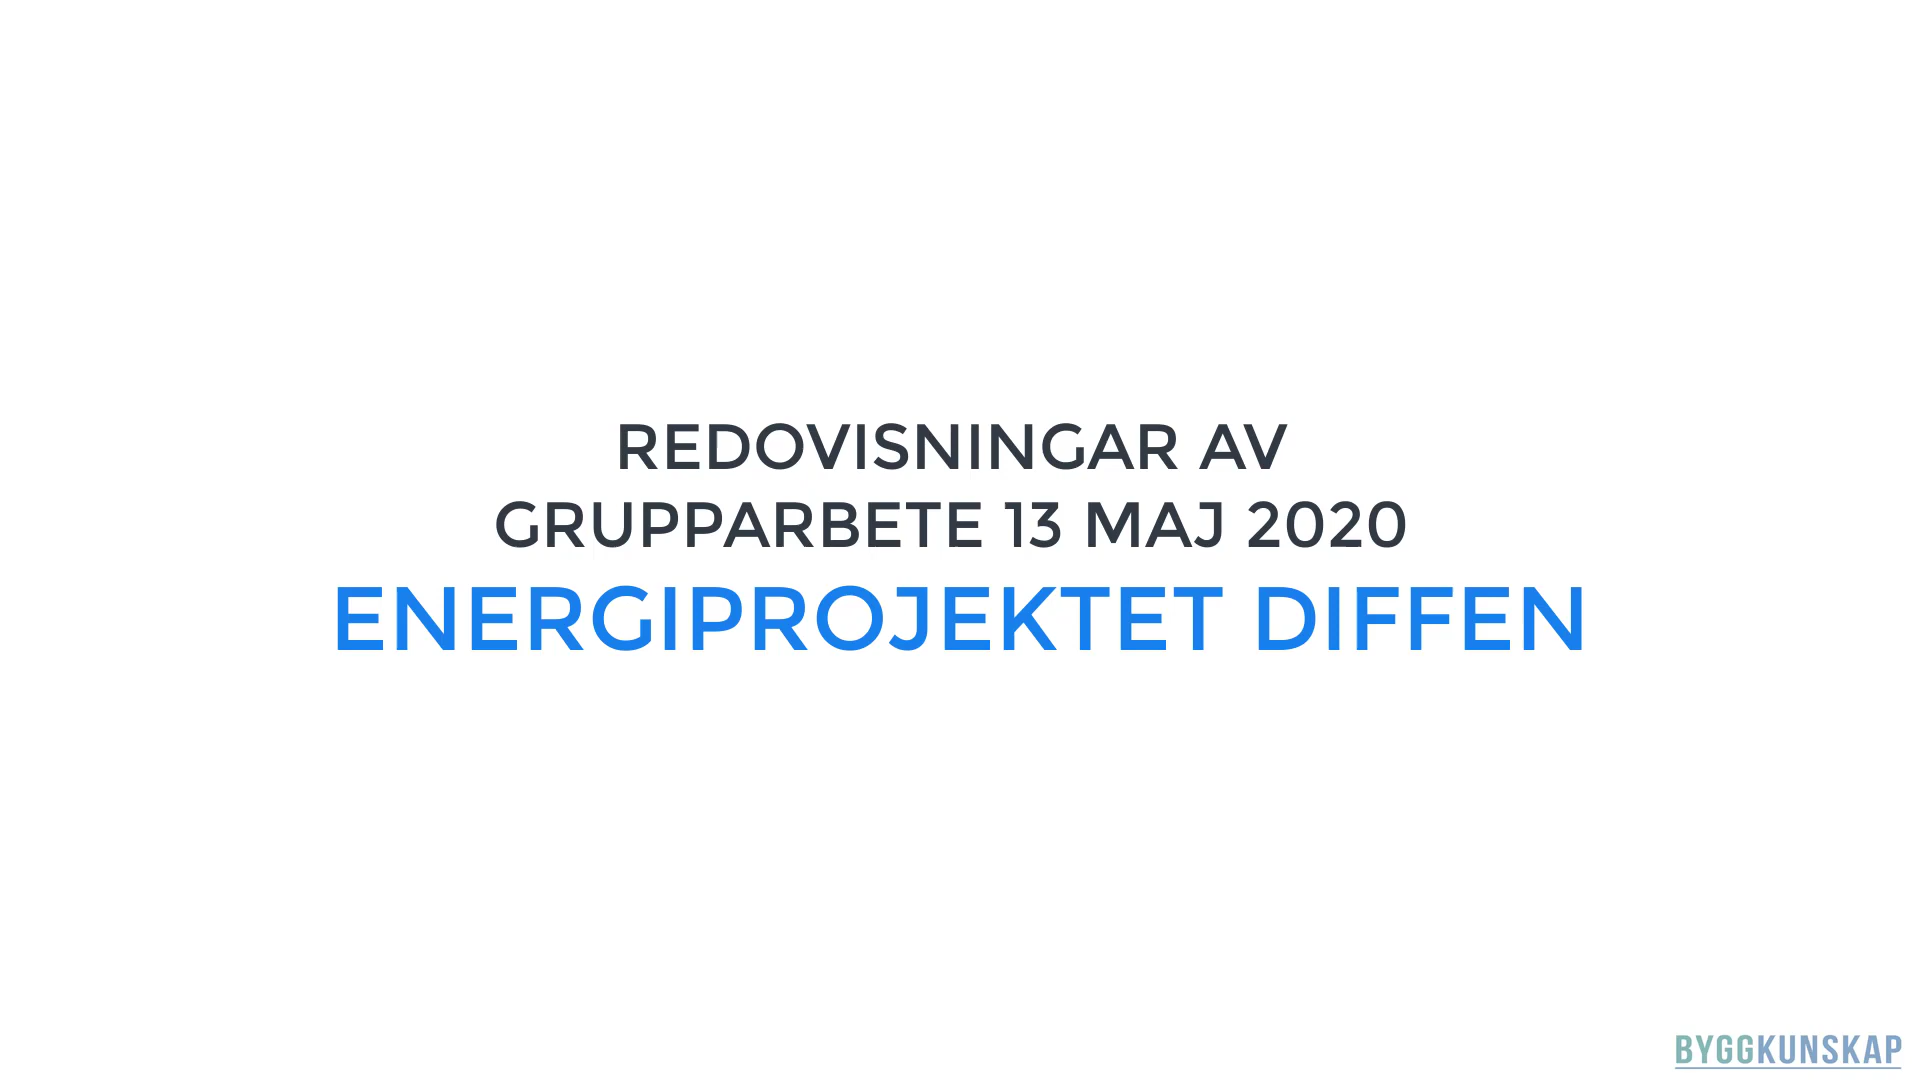 REDOVISNINGAR AV
GRUPPARBETE 13 MAJ 2020
ENERGIPROJEKTET DIFFEN
BYGGKUNSKAP